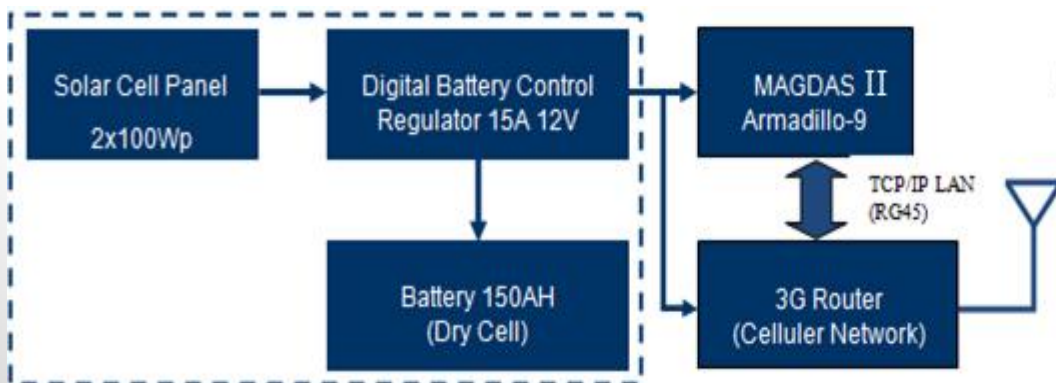 Solar Cell Panel
2x100Wp
Digital Battery Control
Regulator 15A 12V
MAGDAS II
Armadillo-9
TCP/IP LAN
(RG45)
Battery 150AH
(Dry Cell)
3G Router
(Celluler Network)